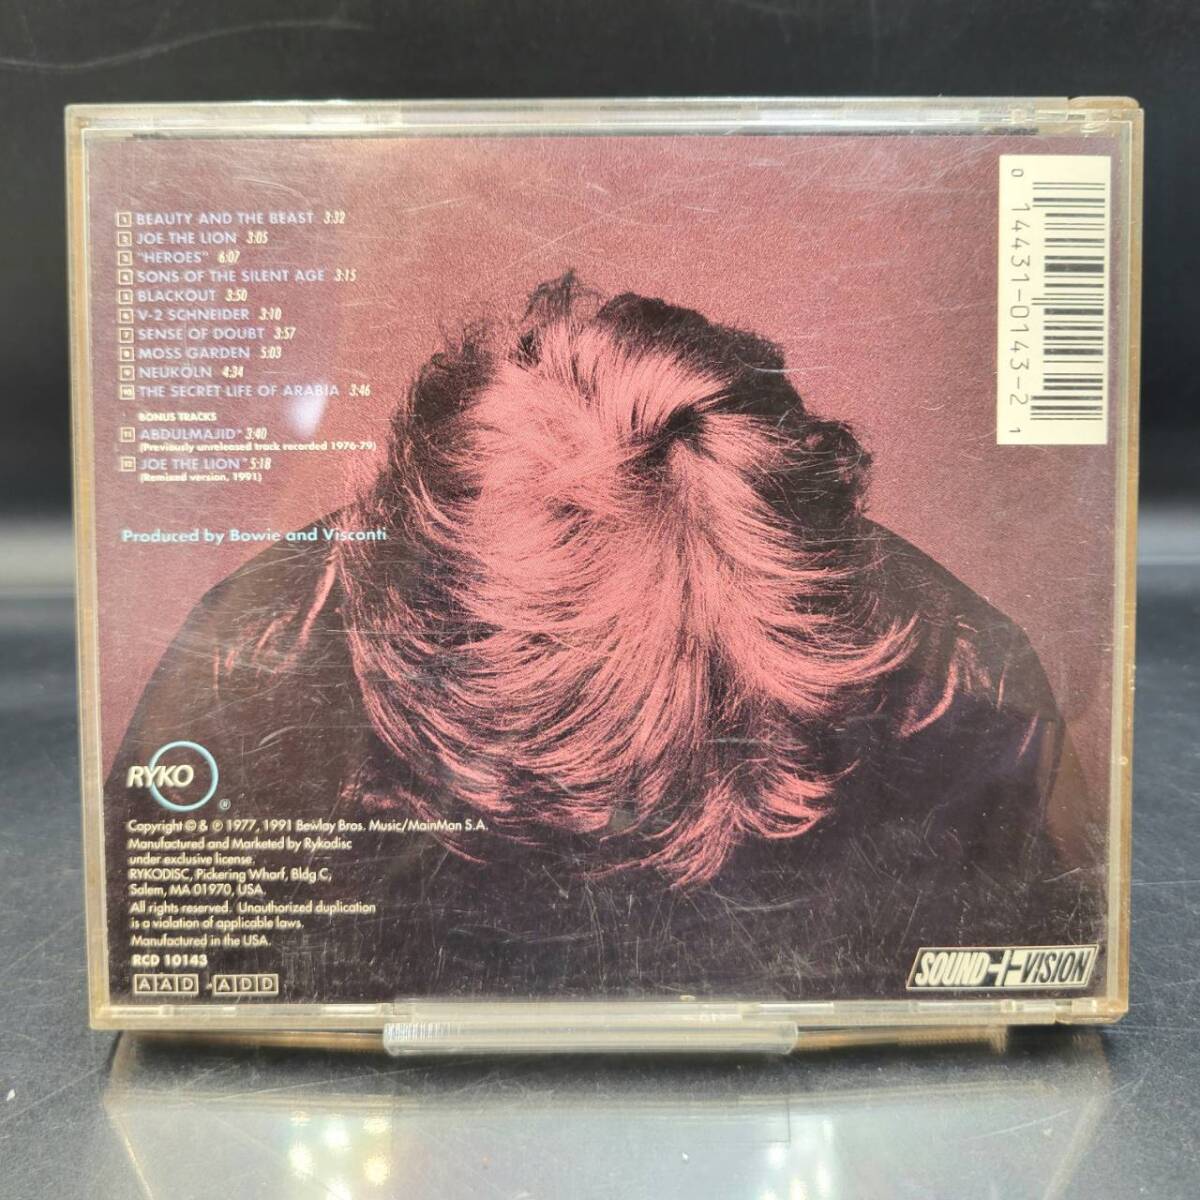 1 BEAUTY AND THE BEAST 3:32
2 JOE THE LION 3:05
3 "HEROES" 6:07
4 SONS OF THE SILENT AGE 3:15
5 BLACKOUT 3:50
6 V-2 SCHNEIDER 3:10
7 SENSE OF DOUBT 3:57
8 MOSS GARDEN 5:03
9 NEUKÖLN 4:34
10 THE SECRET LIFE OF ARABIA 3:46
BONUS TRACKS
11 ABDULMAJID* 3:40
(Previously unreleased track recorded 1976-79)
12 JOE THE LION* 5:18
(Remixed version, 1991)
Produced by Bowie and Visconti
RYKO
®
Copyright © & ℗ 1977, 1991 Bewlay Bros. Music/MainMan S.A.
Manufactured and Marketed by Rykodisc
under exclusive license.
RYKODISC, Pickering Wharf, Bldg C,
Salem, MA 01970, USA.
All rights reserved. Unauthorized duplication
is a violation of applicable laws.
Manufactured in the USA.
RCD 10143
AAD *ADD
0 14431-0143-2 1
SOUND+VISION